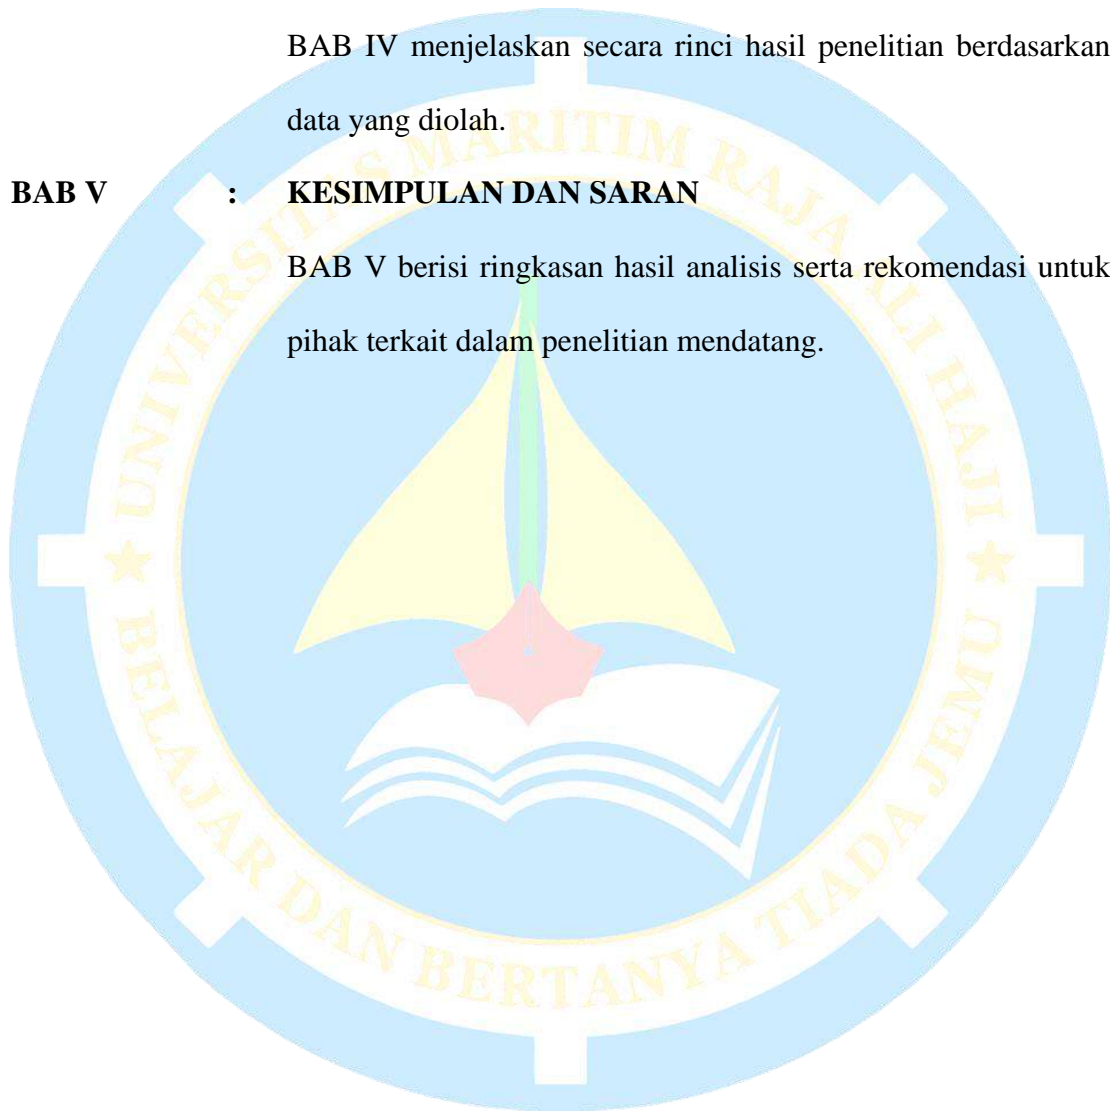 BAB IV menjelaskan secara rinci hasil penelitian berdasarkan
data yang diolah.
BAB V : KESIMPULAN DAN SARAN
BAB V berisi ringkasan hasil analisis serta rekomendasi untuk
pihak terkait dalam penelitian mendatang.
UNIVERSITAS MARITIM RAJA ALI HAJI
BELAJAR DAN BERTANYA TIADA JEMU